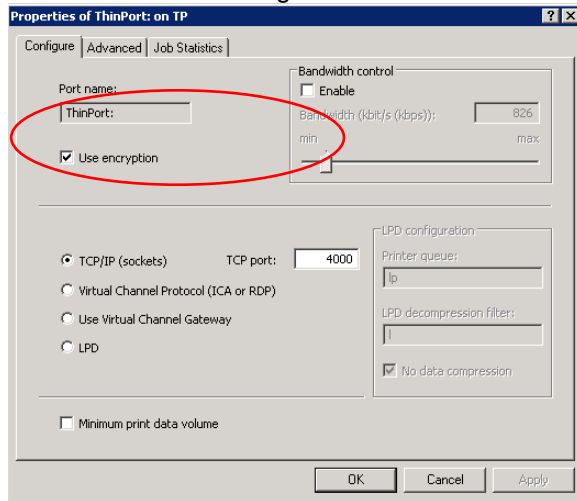 Properties of ThinPort: on TP
Configure
Advanced
Job Statistics
Port name:
ThinPort:
Use encryption
Bandwidth control
Enable
Bandwidth (kbit/s (kbps)):
826
min
max
TCP/IP (sockets)
TCP port:
4000
Virtual Channel Protocol (ICA or RDP)
Use Virtual Channel Gateway
LPD
LPD configuration
Printer queue:
lp
LPD decompression filter:
l
No data compression
Minimum print data volume
OK
Cancel
Apply